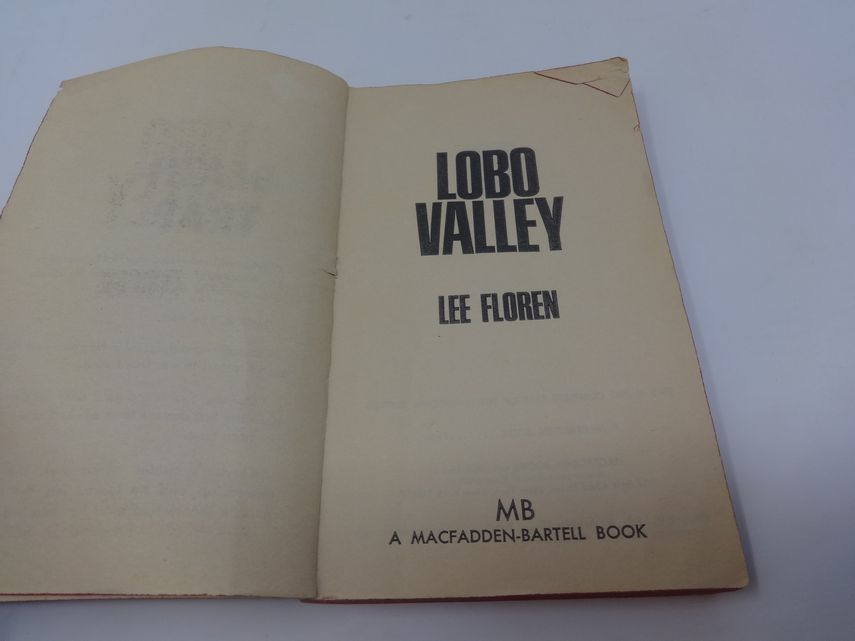 LOBO
VALLEY
LEE FLOREN
MB
A MACFADDEN-BARTELL BOOK